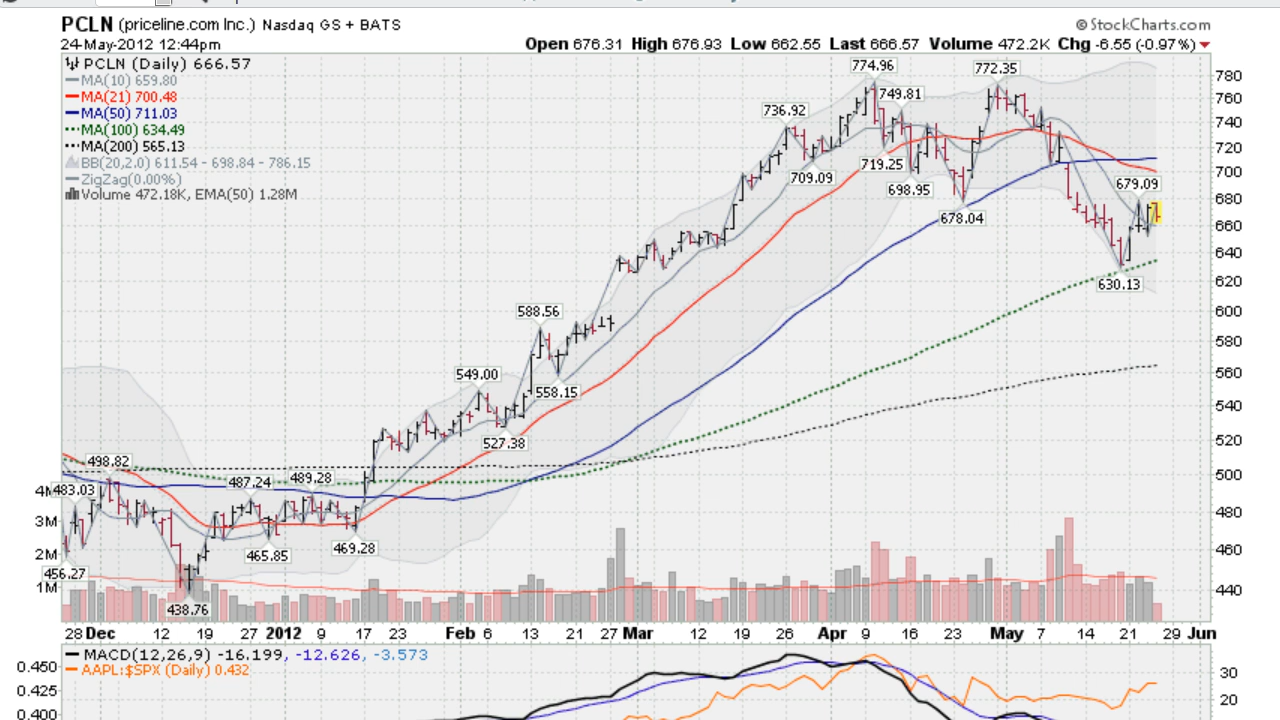 PCLN (priceline.com Inc.) Nasdaq GS + BATS
© StockCharts.com
24-May-2012 12:44pm
Open 676.31 High 676.93 Low 662.55 Last 666.57 Volume 472.2K Chg -6.55 (-0.97%)
PCLN (Daily) 666.57
MA(10) 659.80
MA(21) 700.48
MA(50) 711.03
MA(100) 634.49
MA(200) 565.13
BB(20,2.0) 611.54 - 698.84 - 786.15
ZigZag(0.00%)
Volume 472.18K, EMA(50) 1.28M
774.96
772.35
749.81
736.92
719.25
709.09
698.95
678.04
679.09
630.13
588.56
558.15
549.00
527.38
498.82
489.28
487.24
483.03
469.28
465.85
456.27
438.76
780
760
740
720
700
680
660
640
620
600
580
560
540
520
500
480
460
440
4M
3M
2M
1M
28 Dec 12 19 27 2012 9 17 23 Feb 6 13 21 27 Mar 12 19 26 Apr 9 16 23 May 7 14 21 29 Jun
MACD(12,26,9) -16.199, -12.626, -3.573
AAPL:$SPX (Daily) 0.432
0.450
0.425
0.400
30
20